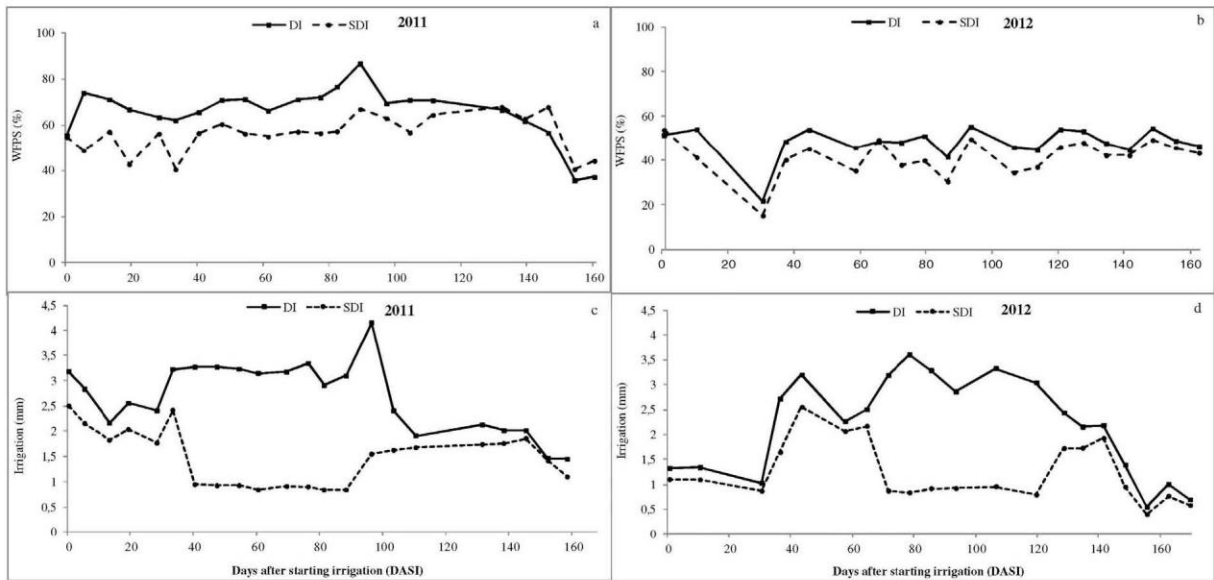 DI SDI 2011 a
100
80
60
40
20
0
WFPS (%)
0 20 40 60 80 100 120 140 160
DI SDI 2012 b
100
80
60
40
20
0
WFPS (%)
0 20 40 60 80 100 120 140 160
DI SDI 2011 c
4,5
4
3,5
3
2,5
2
1,5
1
0,5
0
Irrigation (mm)
0 20 40 60 80 100 120 140 160
Days after starting irrigation (DASI)
DI SDI 2012 d
4,5
4
3,5
3
2,5
2
1,5
1
0,5
0
Irrigation (mm)
0 20 40 60 80 100 120 140 160
Days after starting irrigation (DASI)